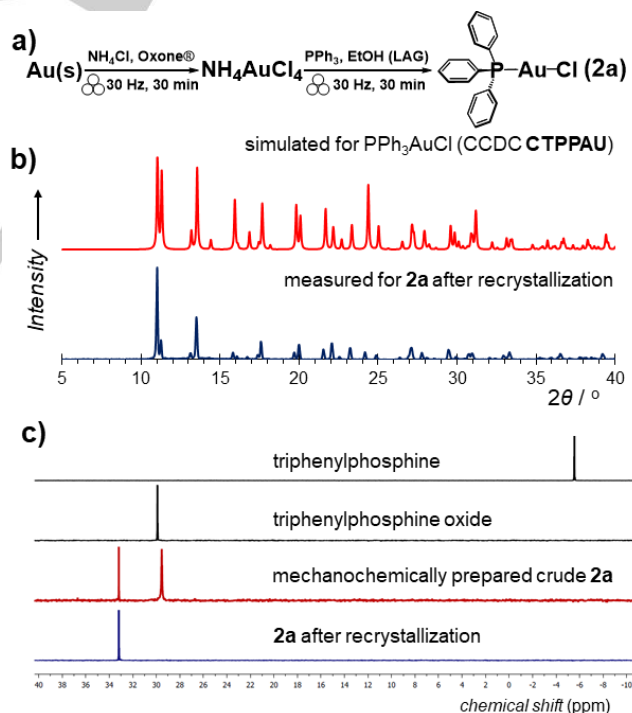 a)
Au(s) NH4Cl, Oxone® 30 Hz, 30 min NH4AuCl4 PPh3, EtOH (LAG) 30 Hz, 30 min P Au Cl (2a)
simulated for PPh3AuCl (CCDC CTPPAU)
b)
Intensity
measured for 2a after recrystallization
5 10 15 20 25 30 35 40
2θ / °
c)
triphenylphosphine
triphenylphosphine oxide
mechanochemically prepared crude 2a
2a after recrystallization
40 38 36 34 32 30 28 26 24 22 20 18 16 14 12 10 8 6 4 2 0 -2 -4 -6 -8 -10
chemical shift (ppm)